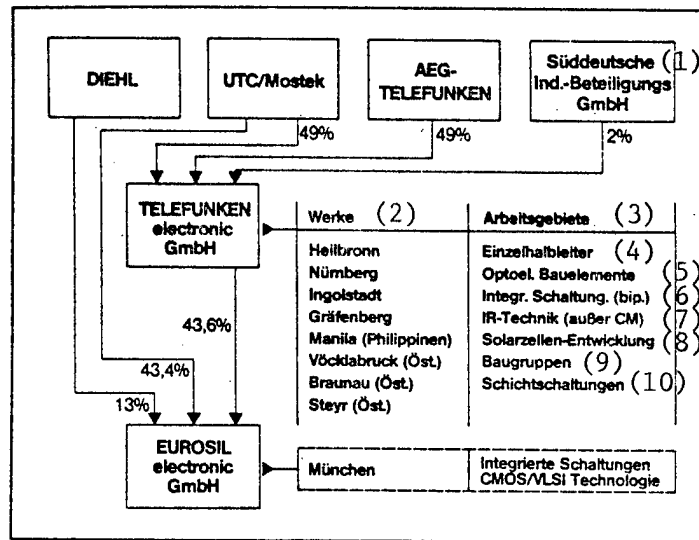 DIEHL
UTC/Mostek
AEG-
TELEFUNKEN
Süddeutsche (1)
Ind.-Beteiligungs
GmbH
49%
49%
2%
TELEFUNKEN
electronic
GmbH
Werke (2)
Arbeitsgebiete (3)
Heilbronn
Nürnberg
Ingolstadt
Gräfenberg
Manila (Philippinen)
Vöcklabruck (Öst.)
Braunau (Öst.)
Steyr (Öst.)
Einzelhalbleiter (4)
Optoel. Bauelemente (5)
Integr. Schaltung. (bip.) (6)
IR-Technik (außer CM) (7)
Solarzellen-Entwicklung (8)
Baugruppen (9)
Schichtschaltungen (10)
43,6%
43,4%
13%
EUROSIL
electronic
GmbH
München
Integrierte Schaltungen
CMOS/VLSI Technologie